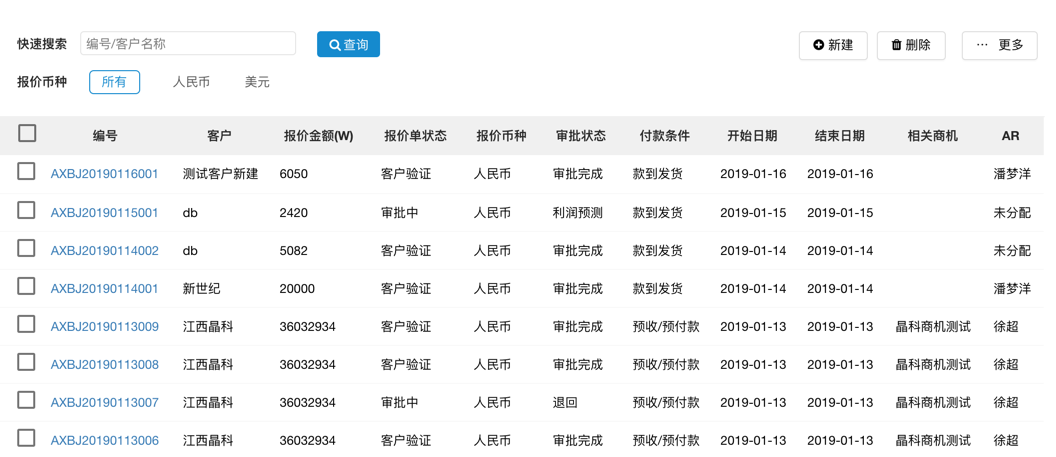 快速搜索 编号/客户名称 查询 新建 删除 ··· 更多
报价币种 所有 人民币 美元
编号 客户 报价金额(W) 报价单状态 报价币种 审批状态 付款条件 开始日期 结束日期 相关商机 AR
AXBJ20190116001 测试客户新建 6050 客户验证 人民币 审批完成 款到发货 2019-01-16 2019-01-16 潘梦洋
AXBJ20190115001 db 2420 审批中 人民币 利润预测 款到发货 2019-01-15 2019-01-15 未分配
AXBJ20190114002 db 5082 客户验证 人民币 审批完成 款到发货 2019-01-14 2019-01-14 未分配
AXBJ20190114001 新世纪 20000 客户验证 人民币 审批完成 款到发货 2019-01-14 2019-01-14 潘梦洋
AXBJ20190113009 江西晶科 36032934 客户验证 人民币 审批完成 预收/预付款 2019-01-13 2019-01-13 晶科商机测试 徐超
AXBJ20190113008 江西晶科 36032934 客户验证 人民币 审批完成 预收/预付款 2019-01-13 2019-01-13 晶科商机测试 徐超
AXBJ20190113007 江西晶科 36032934 审批中 人民币 退回 预收/预付款 2019-01-13 2019-01-13 晶科商机测试 徐超
AXBJ20190113006 江西晶科 36032934 客户验证 人民币 审批完成 预收/预付款 2019-01-13 2019-01-13 晶科商机测试 徐超